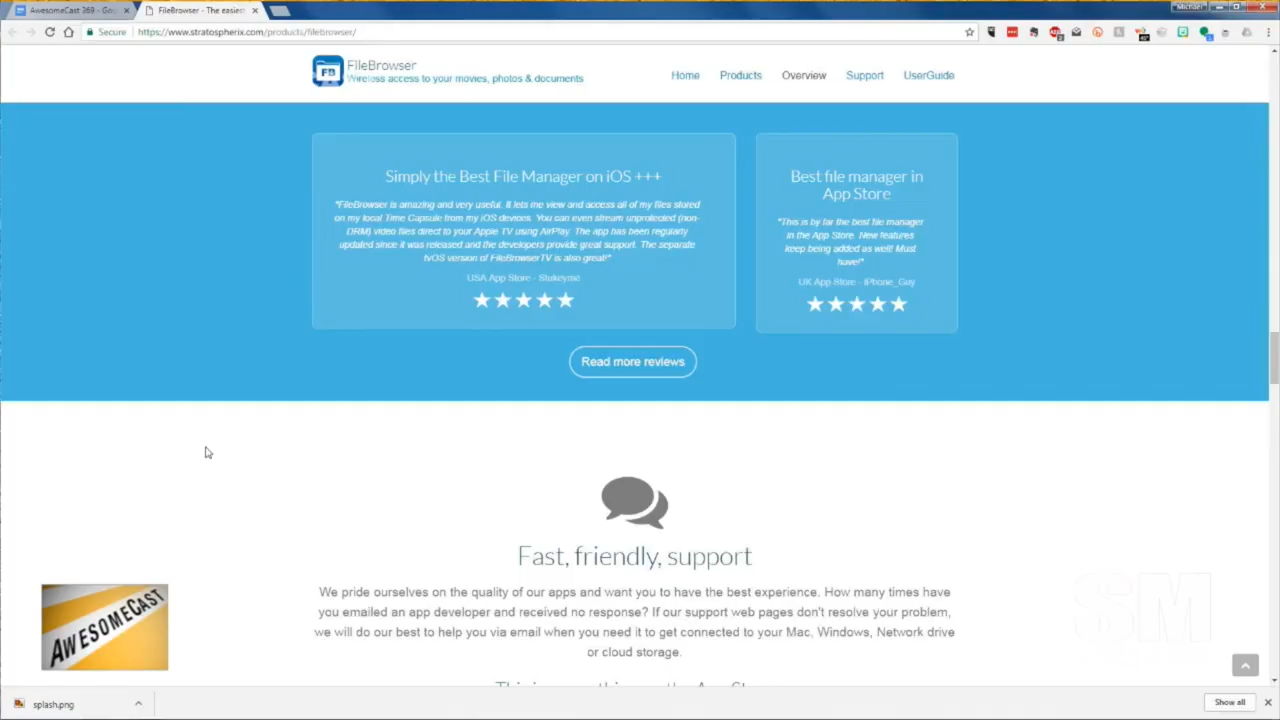 Michael
AwesomeCast 369 - Goo
FileBrowser - The easies
Secure
https://www.stratospherix.com/products/filebrowser/
FB
FileBrowser
Wireless access to your movies, photos & documents
Home
Products
Overview
Support
UserGuide
Simply the Best File Manager on iOS +++
"FileBrowser is amazing and very useful. It lets me view and access all of my files stored
on my local Time Capsule from my iOS devices. You can even stream unprotected (non-
DRM) video files direct to your Apple TV using AirPlay. The app has been regularly
updated since it was released and the developers provide great support. The separate
tvOS version of FileBrowserTV is also great!"
USA App Store - Stukeyme
Best file manager in
App Store
"This is by far the best file manager
in the App Store. New features
keep being added as well! Must
have!"
UK App Store - iPhone_Guy
Read more reviews
Fast, friendly, support
We pride ourselves on the quality of our apps and want you to have the best experience. How many times have
you emailed an app developer and received no response? If our support web pages don't resolve your problem,
we will do our best to help you via email when you need it to get connected to your Mac, Windows, Network drive
or cloud storage.
AWESOMECAST
SM
splash.png
Show all